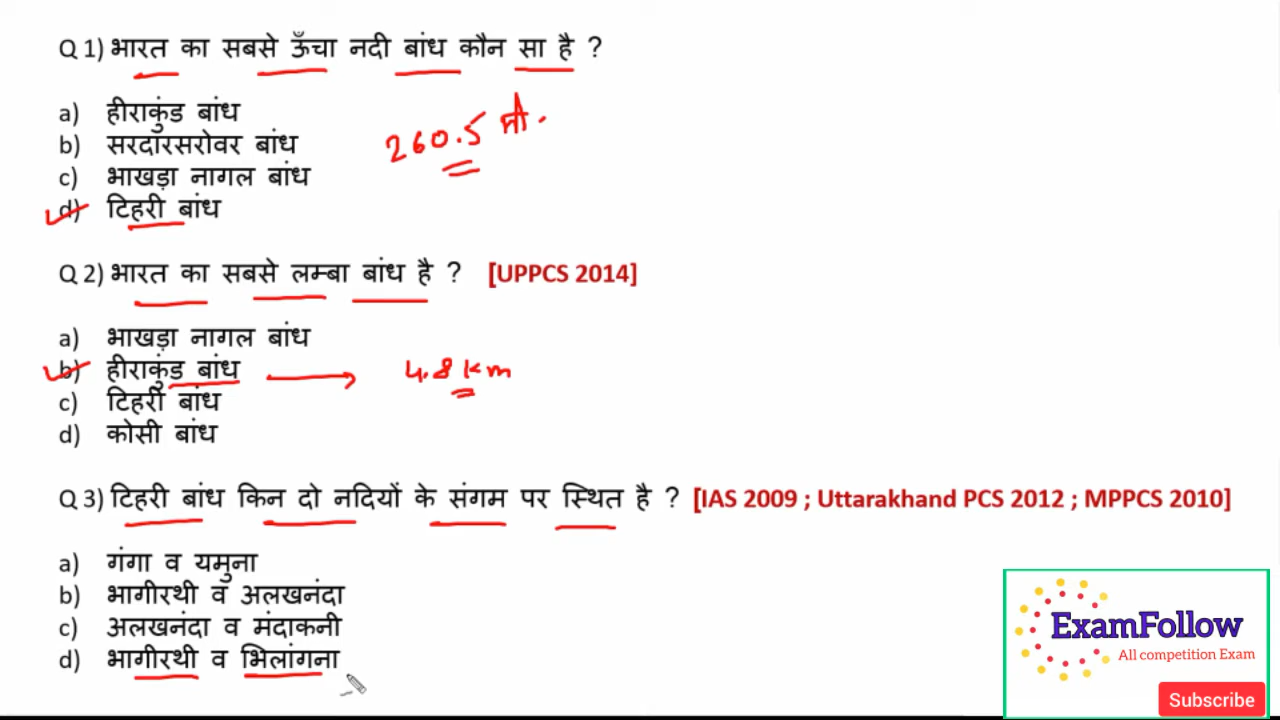 Q 1) भारत का सबसे ऊँचा नदी बांध कौन सा है ?
a) हीराकुंड बांध
260.5 मी.
b) सरदारसरोवर बांध
c) भाखड़ा नागल बांध
d) टिहरी बांध
Q 2) भारत का सबसे लम्बा बांध है ? [UPPCS 2014]
a) भाखड़ा नागल बांध
b) हीराकुंड बांध 4.8 km
c) टिहरी बांध
d) कोसी बांध
Q 3) टिहरी बांध किन दो नदियों के संगम पर स्थित है ? [IAS 2009 ; Uttarakhand PCS 2012 ; MPPCS 2010]
a) गंगा व यमुना
b) भागीरथी व अलखनंदा
c) अलखनंदा व मंदाकनी
d) भागीरथी व भिलांगना
ExamFollow
All competition Exam
Subscribe